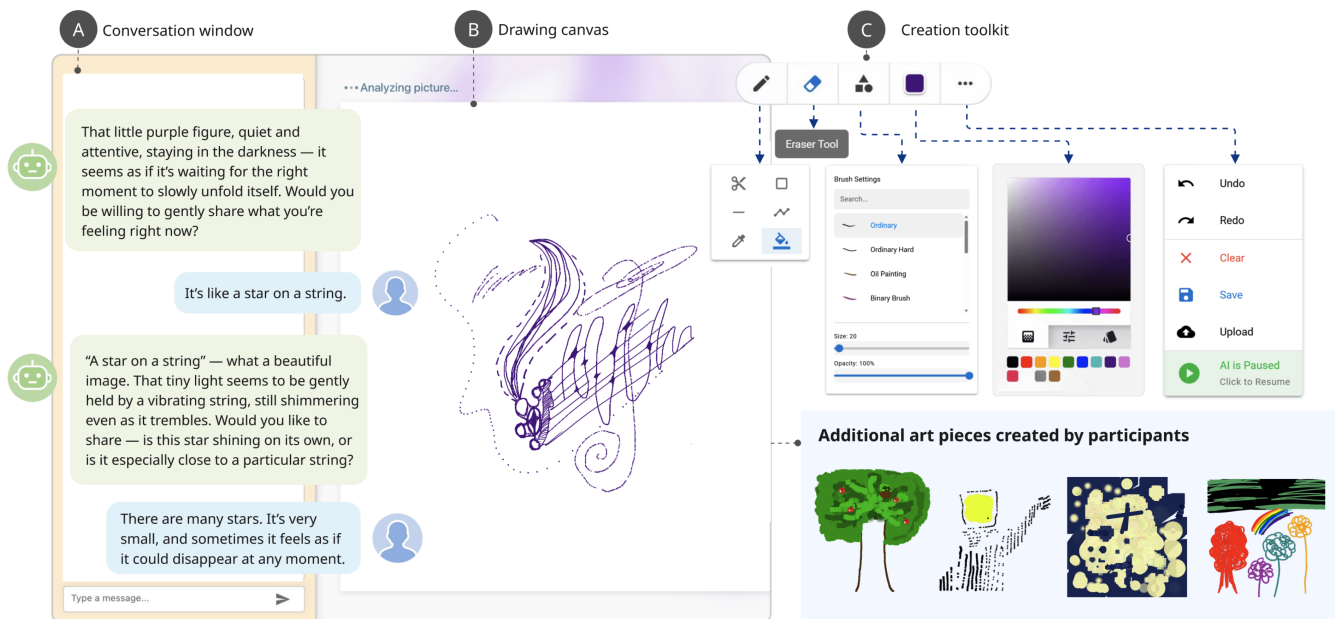 A Conversation window
B Drawing canvas
C Creation toolkit
Analyzing picture...
That little purple figure, quiet and
attentive, staying in the darkness — it
seems as if it's waiting for the right
moment to slowly unfold itself. Would you
be willing to gently share what you're
feeling right now?
It's like a star on a string.
“A star on a string” — what a beautiful
image. That tiny light seems to be gently
held by a vibrating string, still shimmering
even as it trembles. Would you like to
share — is this star shining on its own, or
is it especially close to a particular string?
There are many stars. It's very
small, and sometimes it feels as if
it could disappear at any moment.
Type a message...
Eraser Tool
Brush Settings
Search...
Ordinary
Ordinary Hard
Oil Painting
Binary Brush
Size: 20
Opacity: 100%
Undo
Redo
Clear
Save
Upload
AI is Paused
Click to Resume
Additional art pieces created by participants